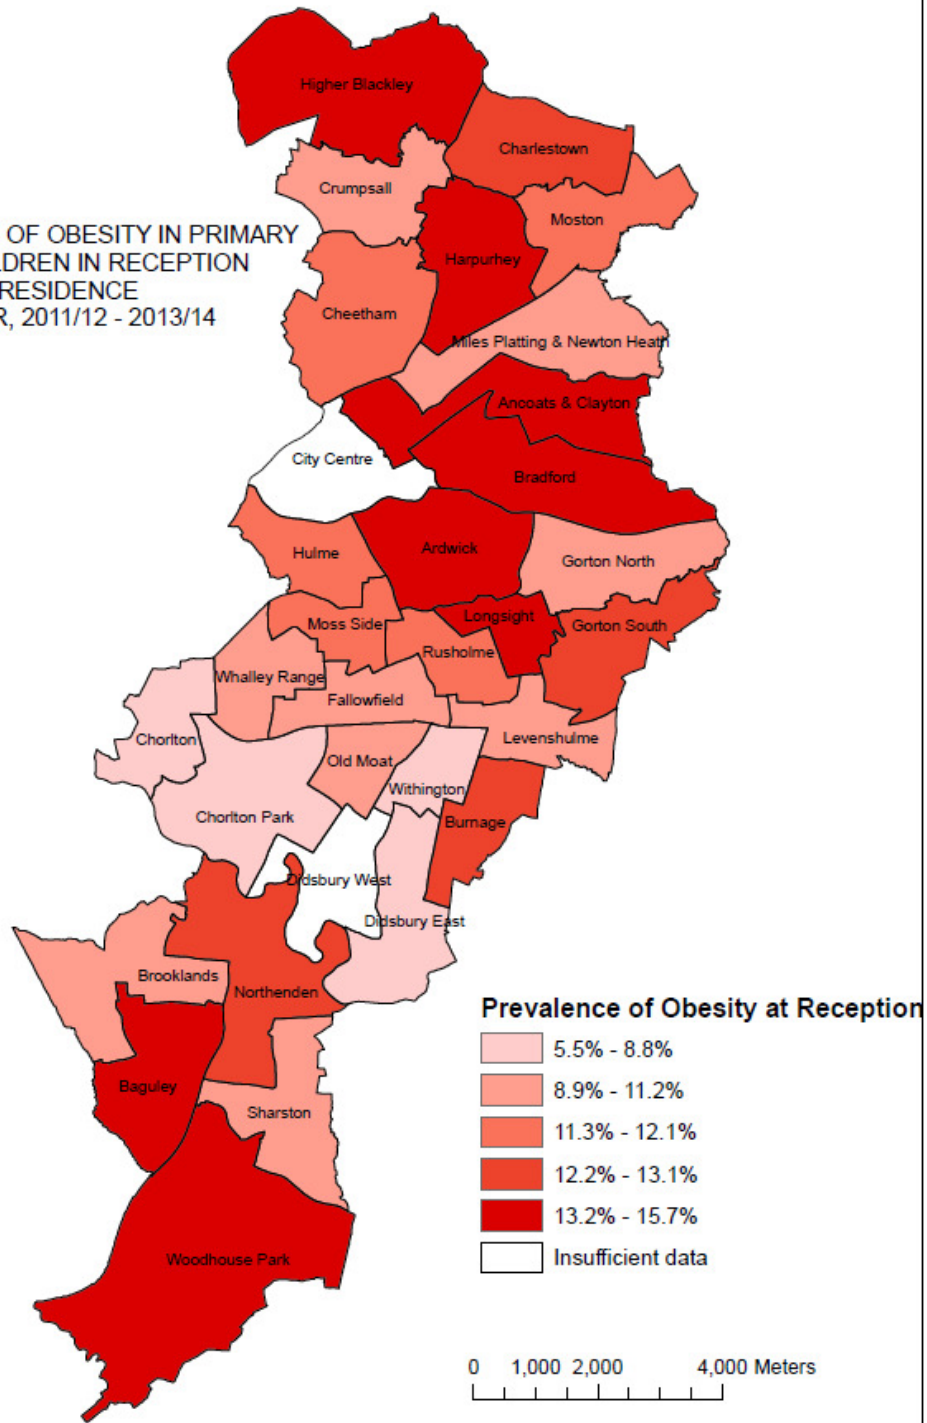 Higher Blackley
Charlestown
Crumpsall
Moston
OF OBESITY IN PRIMARY
LDREN IN RECEPTION
RESIDENCE
R, 2011/12 - 2013/14
Harpurhey
Cheetham
Miles Platting & Newton Heath
Ancoats & Clayton
City Centre
Bradford
Hulme
Ardwick
Gorton North
Moss Side
Longsight
Gorton South
Rusholme
Whalley Range
Fallowfield
Chorlton
Levenshulme
Old Moat
Withington
Chorlton Park
Burnage
Didsbury West
Didsbury East
Brooklands
Northenden
Baguley
Sharston
Woodhouse Park
Prevalence of Obesity at Reception
5.5% - 8.8%
8.9% - 11.2%
11.3% - 12.1%
12.2% - 13.1%
13.2% - 15.7%
Insufficient data
0 1,000 2,000 4,000 Meters